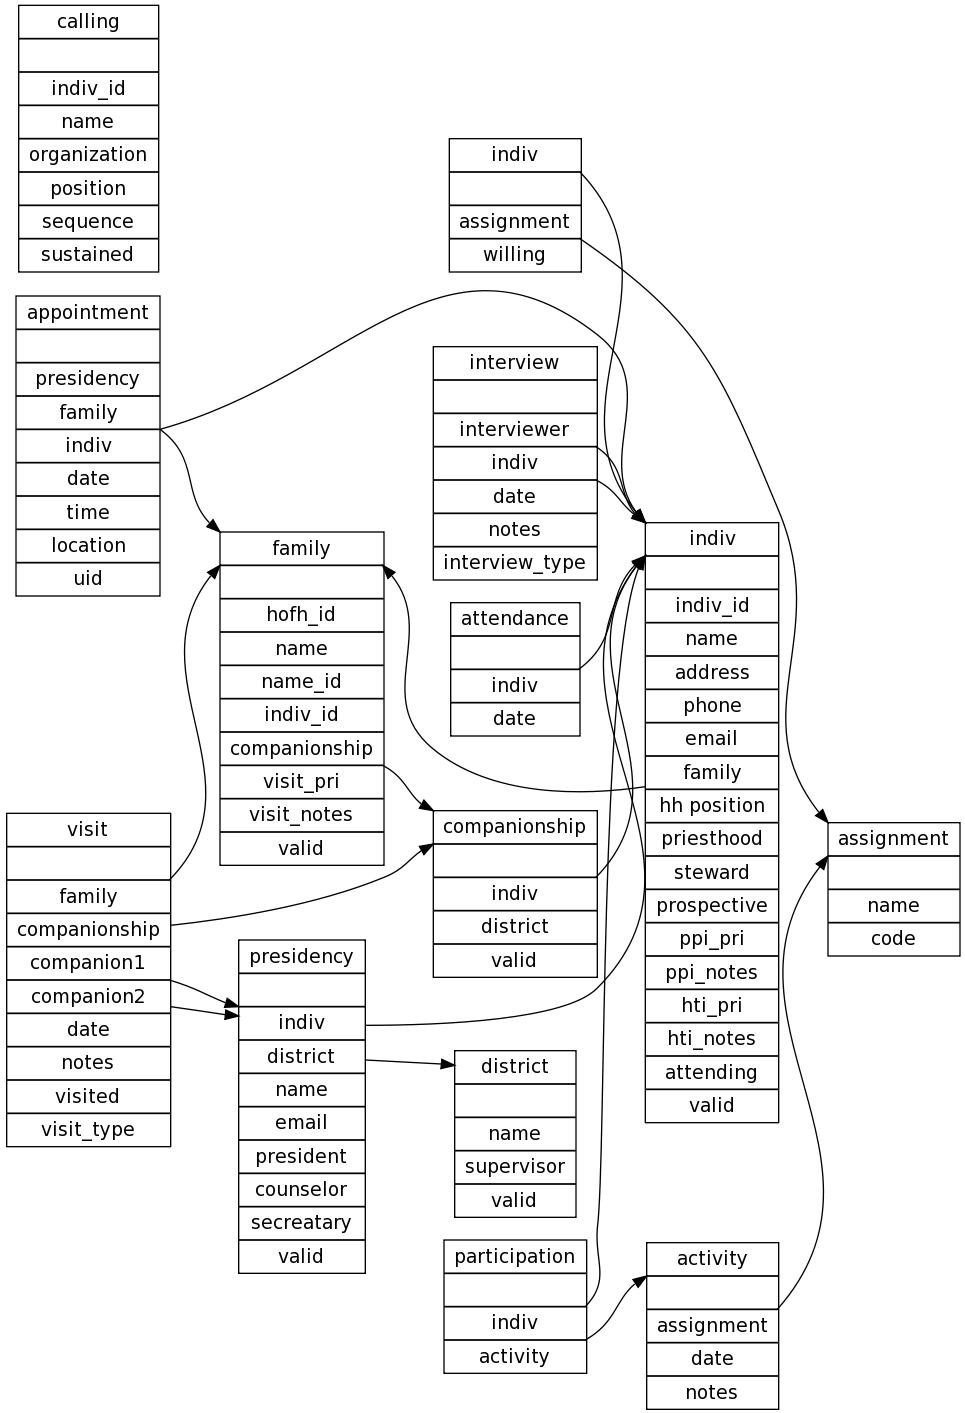 calling
indiv_id
name
organization
position
sequence
sustained
appointment
presidency
family
indiv
date
time
location
uid
indiv
assignment
willing
interview
interviewer
indiv
date
notes
interview_type
attendance
indiv
date
family
hofh_id
name
name_id
indiv_id
companionship
visit_pri
visit_notes
valid
indiv
indiv_id
name
address
phone
email
family
hh position
priesthood
steward
prospective
ppi_pri
ppi_notes
hti_pri
hti_notes
attending
valid
visit
family
companionship
companion1
companion2
date
notes
visited
visit_type
companionship
indiv
district
valid
assignment
name
code
presidency
indiv
district
name
email
president
counselor
secreatary
valid
district
name
supervisor
valid
participation
indiv
activity
activity
assignment
date
notes